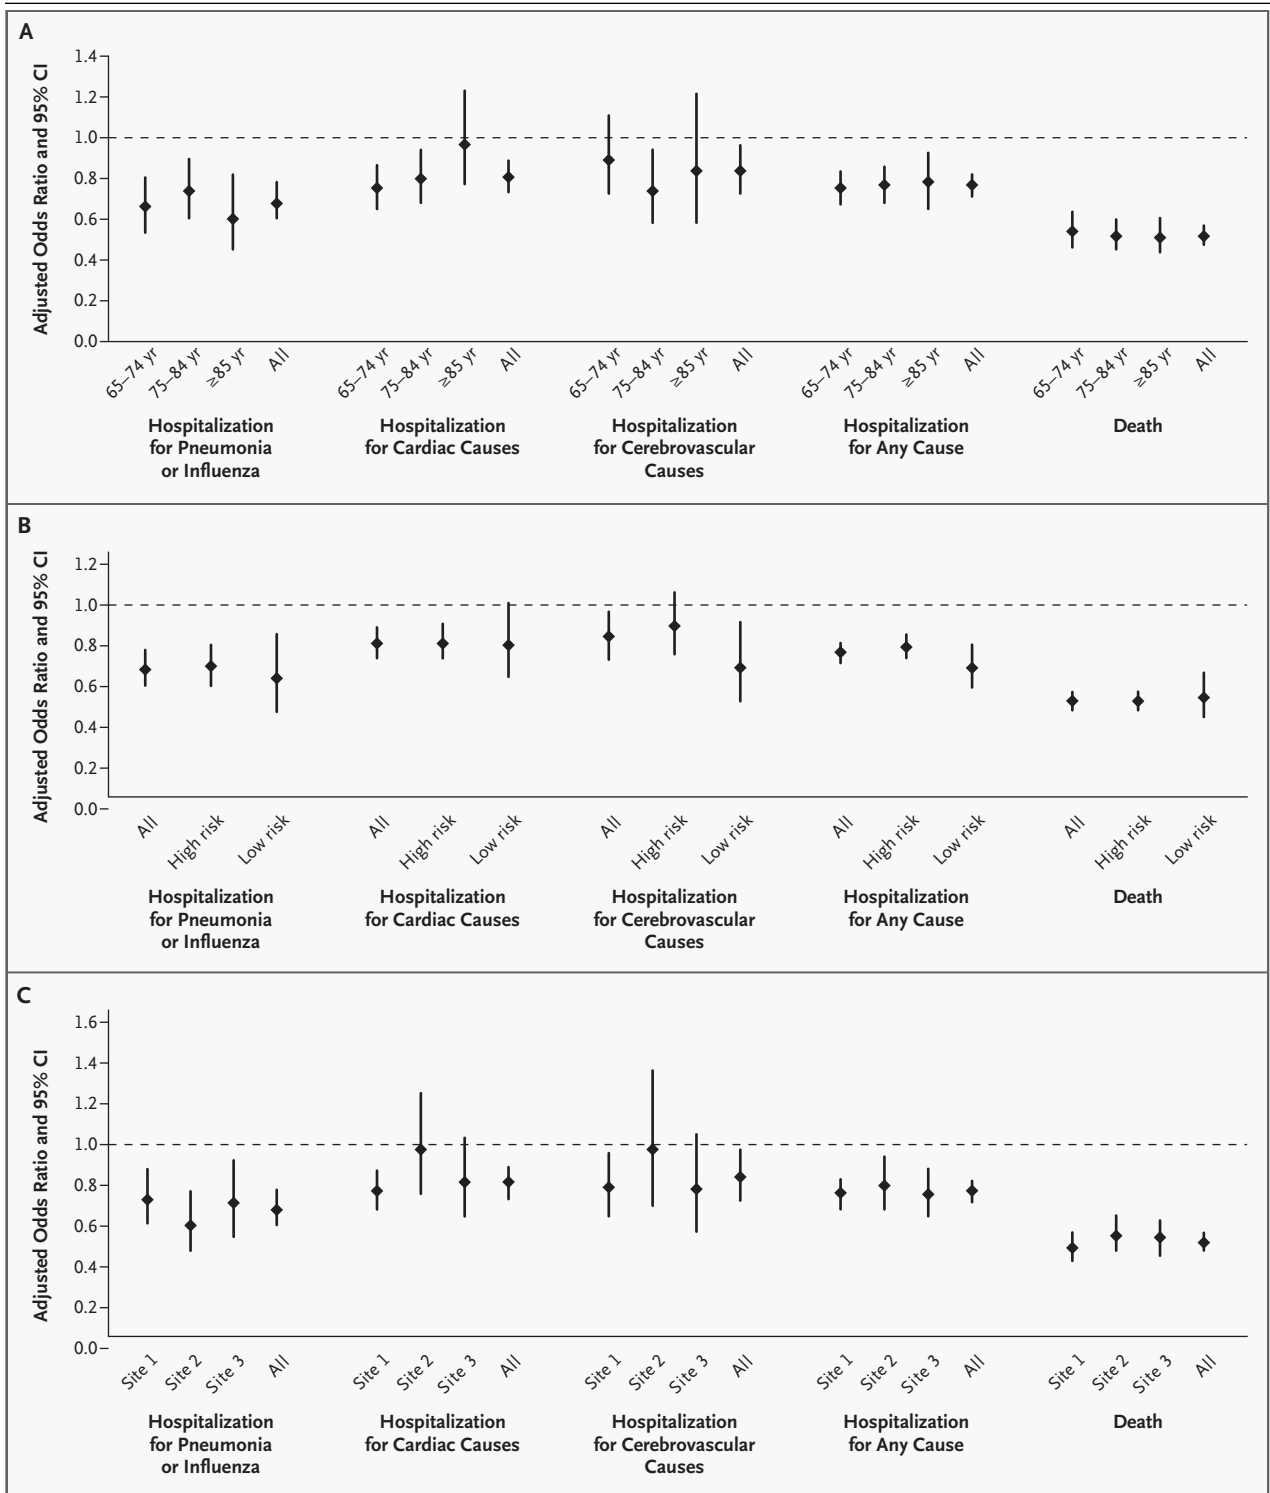 A
Adjusted Odds Ratio and 95% CI
1.4
1.2
1.0
0.8
0.6
0.4
0.2
0.0
65–74 yr 75–84 yr ≥85 yr All 65–74 yr 75–84 yr ≥85 yr All 65–74 yr 75–84 yr ≥85 yr All 65–74 yr 75–84 yr ≥85 yr All 65–74 yr 75–84 yr ≥85 yr All
Hospitalization Hospitalization Hospitalization Hospitalization Death
for Pneumonia for Cardiac Causes for Cerebrovascular for Any Cause
or Influenza Causes
B
Adjusted Odds Ratio and 95% CI
1.2
1.0
0.8
0.6
0.4
0.2
0.0
All High risk Low risk All High risk Low risk All High risk Low risk All High risk Low risk All High risk Low risk
Hospitalization Hospitalization Hospitalization Hospitalization Death
for Pneumonia for Cardiac Causes for Cerebrovascular for Any Cause
or Influenza Causes
C
Adjusted Odds Ratio and 95% CI
1.6
1.4
1.2
1.0
0.8
0.6
0.4
0.2
0.0
Site 1 Site 2 Site 3 All Site 1 Site 2 Site 3 All Site 1 Site 2 Site 3 All Site 1 Site 2 Site 3 All Site 1 Site 2 Site 3 All
Hospitalization Hospitalization Hospitalization Hospitalization Death
for Pneumonia for Cardiac Causes for Cerebrovascular for Any Cause
or Influenza Causes